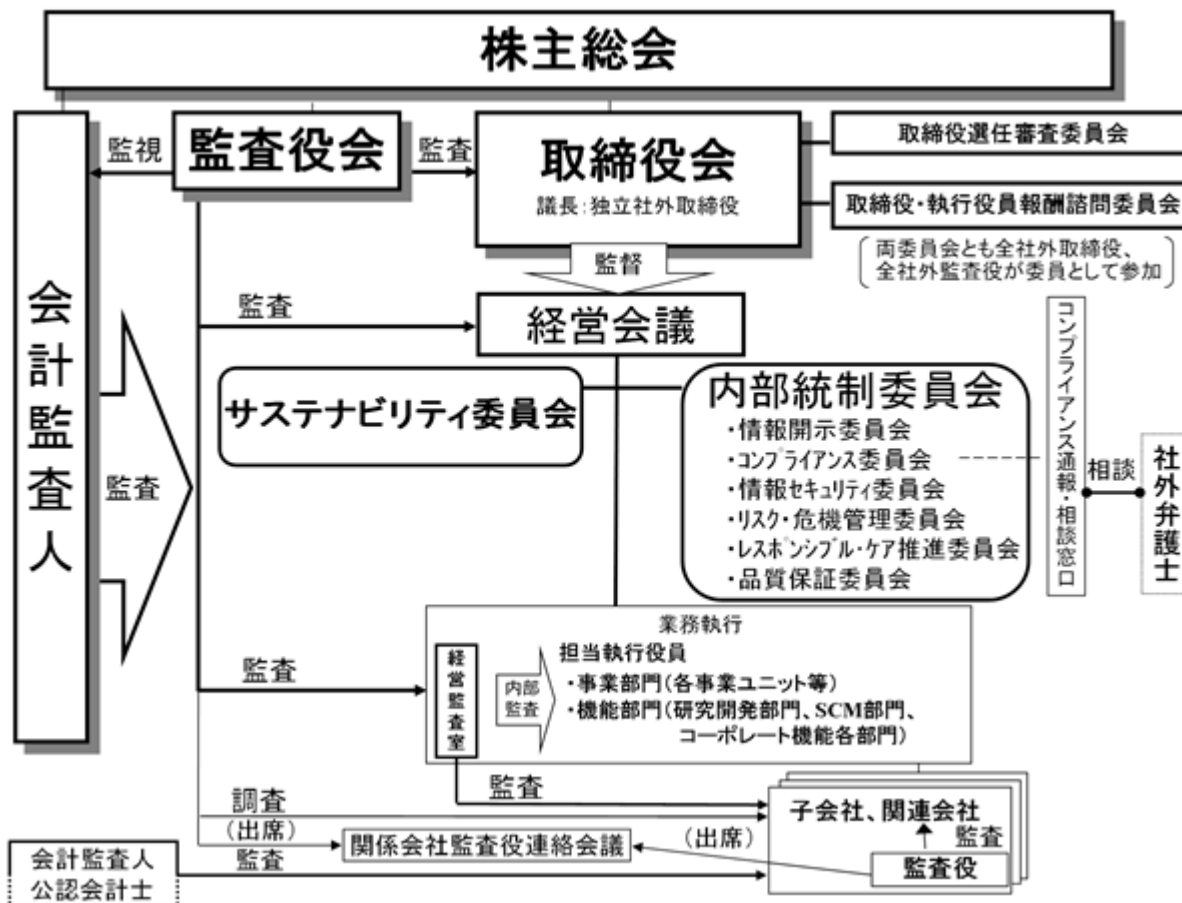 株主総会
監視
監査役会
監査
取締役会
議長：独立社外取締役
取締役選任審査委員会
取締役・執行役員報酬諮問委員会
両委員会とも全社外取締役、
全社外監査役が委員として参加
監督
会計監査人
監査
監査
経営会議
サステナビリティ委員会
内部統制委員会
・情報開示委員会
・コンプライアンス委員会
・情報セキュリティ委員会
・リスク・危機管理委員会
・レスポンシブル・ケア推進委員会
・品質保証委員会
コンプライアンス通報・相談窓口
相談
社外弁護士
業務執行
監査
経営監査室
内部
監査
担当執行役員
・事業部門（各事業ユニット等）
・機能部門（研究開発部門、SCM部門、
コーポレート機能各部門）
監査
調査
（出席）
関係会社監査役連絡会議
（出席）
子会社、関連会社
監査
監査役
監査
会計監査人
公認会計士